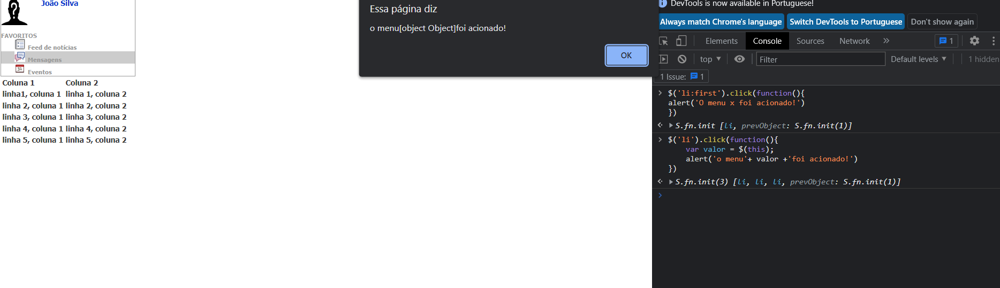 João Silva
FAVORITOS
Feed de notícias
Mensagens
31
Eventos
Coluna 1 Coluna 2
linha1, coluna 1 linha 1, coluna 2
linha 2, coluna 1 linha 2, coluna 2
linha 3, coluna 1 linha 3, coluna 2
linha 4, coluna 1 linha 4, coluna 2
linha 5, coluna 1 linha 5, coluna 2
Essa página diz
o menu[object Object]foi acionado!
OK
DevTools is now available in Portuguese!
Always match Chrome's language Switch DevTools to Portuguese Don't show again
Elements Console Sources Network » 1
top ▼ Filter Default levels ▼ 1 hidden
1 Issue: 1
> $('li:first').click(function(){
alert('O menu x foi acionado!')
})
S.fn.init [li, prevObject: S.fn.init(1)]
> $('li').click(function(){
var valor = $(this);
alert('o menu'+ valor +'foi acionado!')
})
S.fn.init(3) [li, li, li, prevObject: S.fn.init(1)]
>